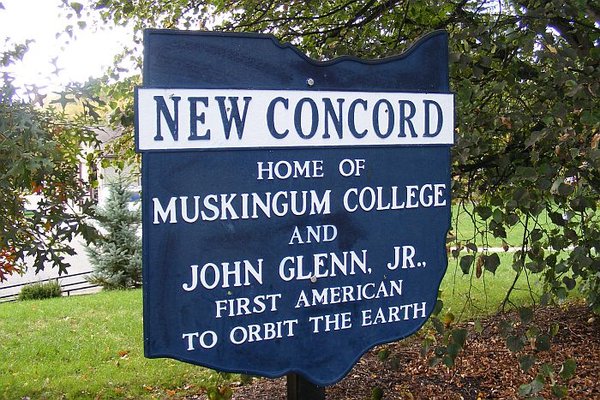 NEW CONCORD
HOME OF
MUSKINGUM COLLEGE
AND
JOHN GLENN, JR.,
FIRST AMERICAN
TO ORBIT THE EARTH